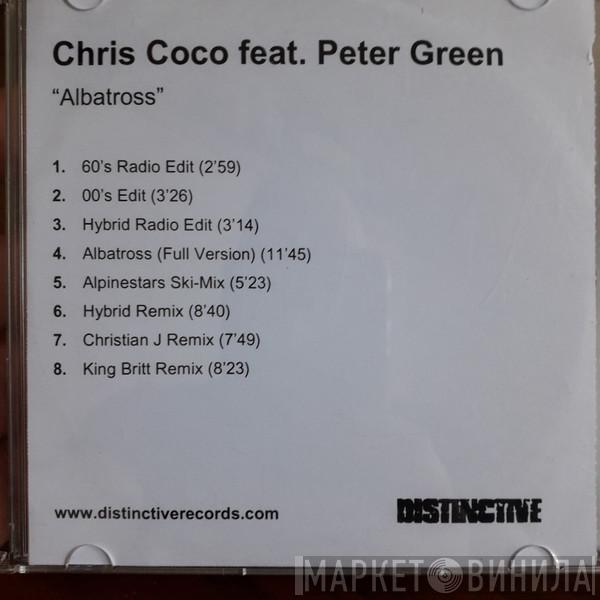 Chris Coco feat. Peter Green
“Albatross”
1. 60's Radio Edit (2'59)
2. 00's Edit (3'26)
3. Hybrid Radio Edit (3'14)
4. Albatross (Full Version) (11'45)
5. Alpinestars Ski-Mix (5'23)
6. Hybrid Remix (8'40)
7. Christian J Remix (7'49)
8. King Britt Remix (8'23)
www.distinctiverecords.com
DISTINCTIVE
МАРКЕТ ВИНИЛА